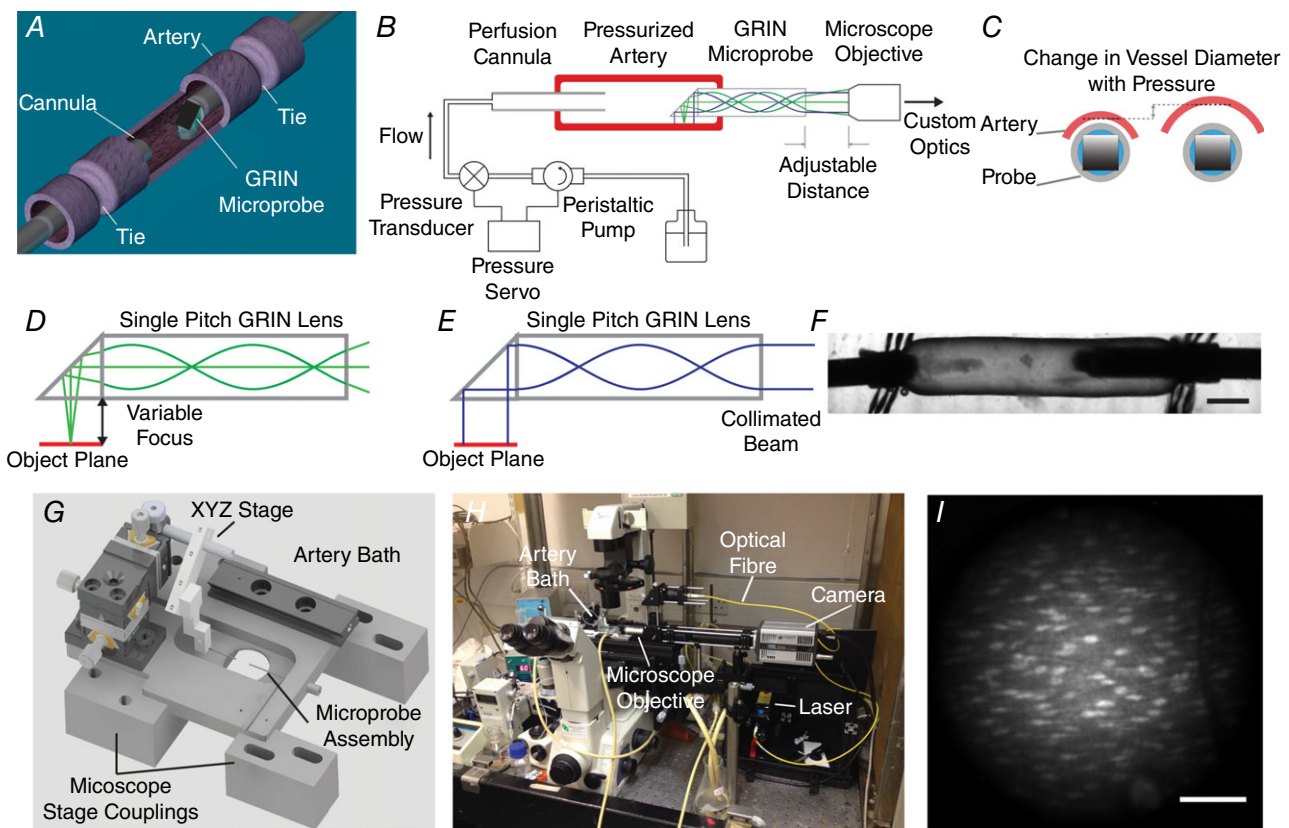 A
Artery
Cannula
Tie
GRIN
Microprobe
Tie
B
Perfusion
Cannula
Pressurized
Artery
GRIN
Microprobe
Microscope
Objective
Flow
Custom
Optics
Adjustable
Distance
Pressure
Transducer
Peristaltic
Pump
Pressure
Servo
C
Change in Vessel Diameter
with Pressure
Artery
Probe
D
Single Pitch GRIN Lens
Variable
Focus
Object Plane
E
Single Pitch GRIN Lens
Collimated
Beam
Object Plane
F
G
XYZ Stage
Artery Bath
Microprobe
Assembly
Micoscope
Stage Couplings
H
Artery
Bath
Optical
Fibre
Camera
Microscope
Objective
Laser
I